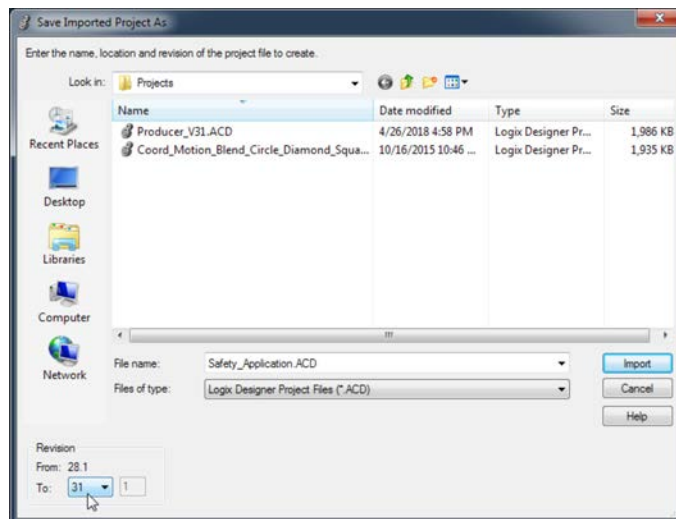 Save Imported Project As
Enter the name, location and revision of the project file to create.
Look in: Projects
Name Date modified Type Size
Producer_V31.ACD 4/26/2018 4:58 PM Logix Designer Pr... 1,986 KB
Coord_Motion_Blend_Circle_Diamond_Squa... 10/16/2015 10:46 ... Logix Designer Pr... 1,935 KB
Recent Places
Desktop
Libraries
Computer
Network
File name: Safety_Application.ACD Import
Files of type: Logix Designer Project Files (*.ACD) Cancel
Help
Revision
From: 28.1
To: 31 1